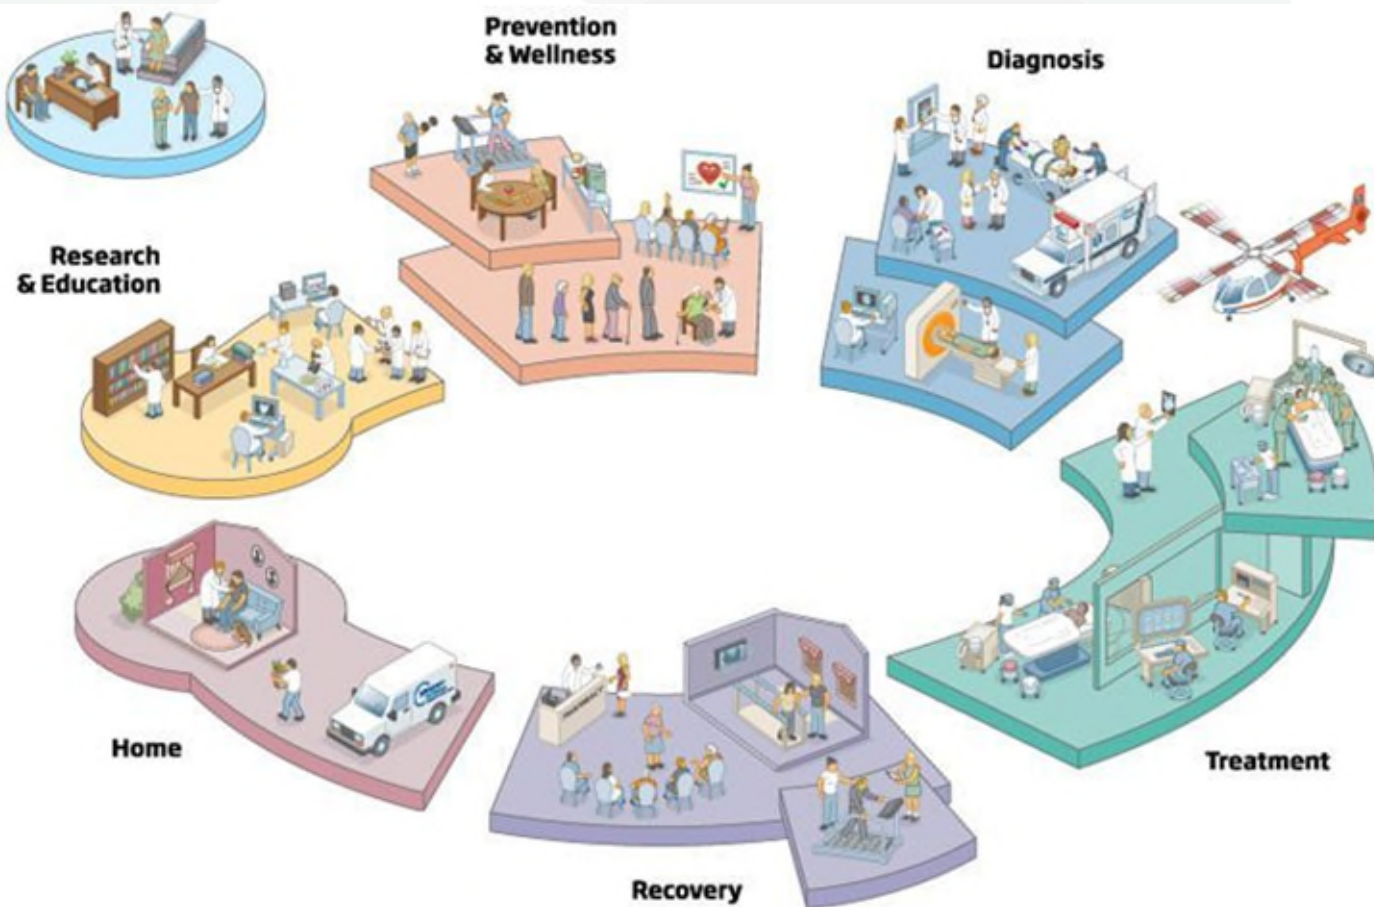 Prevention
& Wellness
Diagnosis
Research
& Education
Home
Treatment
Recovery